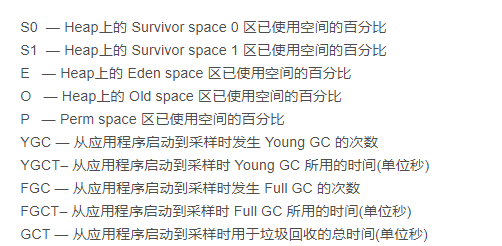 S0 — Heap上的 Survivor space 0 区已使用空间的百分比
S1 — Heap上的 Survivor space 1 区已使用空间的百分比
E — Heap上的 Eden space 区已使用空间的百分比
O — Heap上的 Old space 区已使用空间的百分比
P — Perm space 区已使用空间的百分比
YGC — 从应用程序启动到采样时发生 Young GC 的次数
YGCT– 从应用程序启动到采样时 Young GC 所用的时间(单位秒)
FGC — 从应用程序启动到采样时发生 Full GC 的次数
FGCT– 从应用程序启动到采样时 Full GC 所用的时间(单位秒)
GCT — 从应用程序启动到采样时用于垃圾回收的总时间(单位秒)